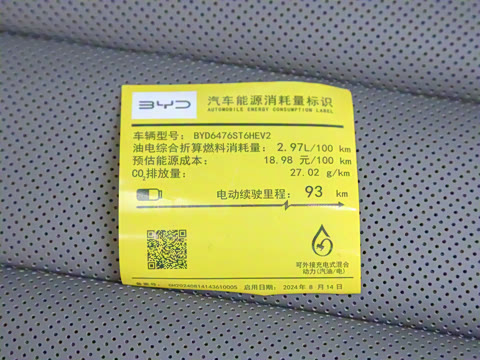 BYD 汽车能源消耗量标识
AUTOMOBILE ENERGY CONSUMPTION LABEL
车辆型号: BYD6476ST6HEV2
油电综合折算燃料消耗量: 2.97L/100 km
预估能源成本: 18.98 元/100 km
CO2排放量: 27.02 g/km
电动续驶里程: 93 km
可外接充电式混合
动力(汽油/电)
启用日期: 2024年 8 月 14 日